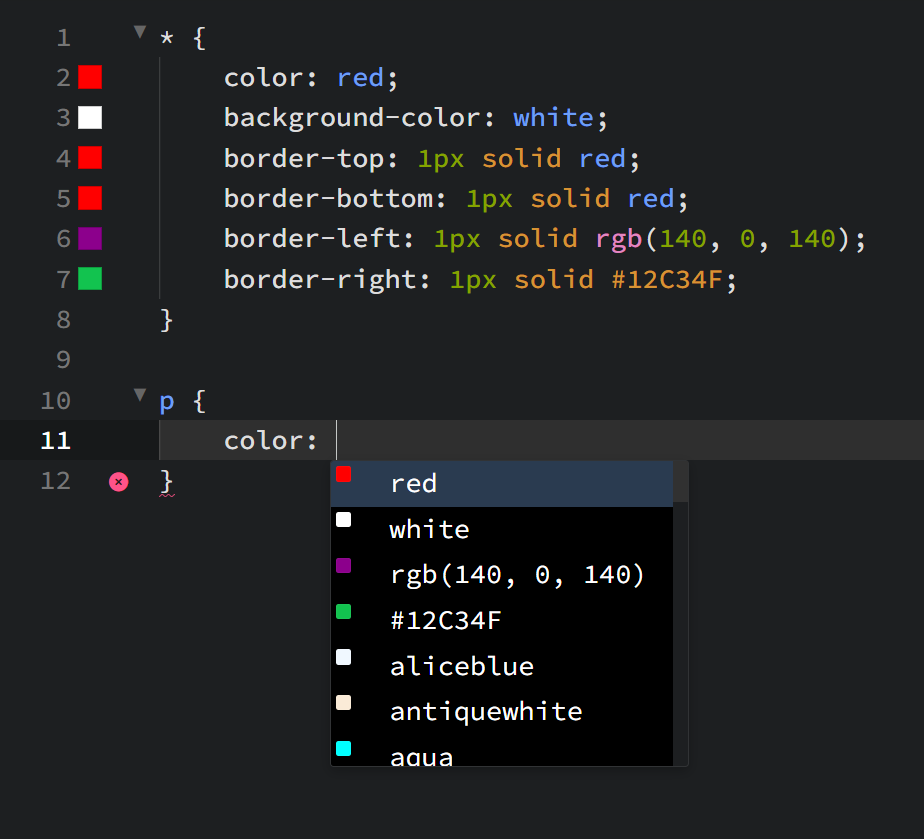 1 * {
2 color: red;
3 background-color: white;
4 border-top: 1px solid red;
5 border-bottom: 1px solid red;
6 border-left: 1px solid rgb(140, 0, 140);
7 border-right: 1px solid #12C34F;
8 }
9
10 p {
11 color:
12 }
red
white
rgb(140, 0, 140)
#12C34F
aliceblue
antiquewhite
aqua